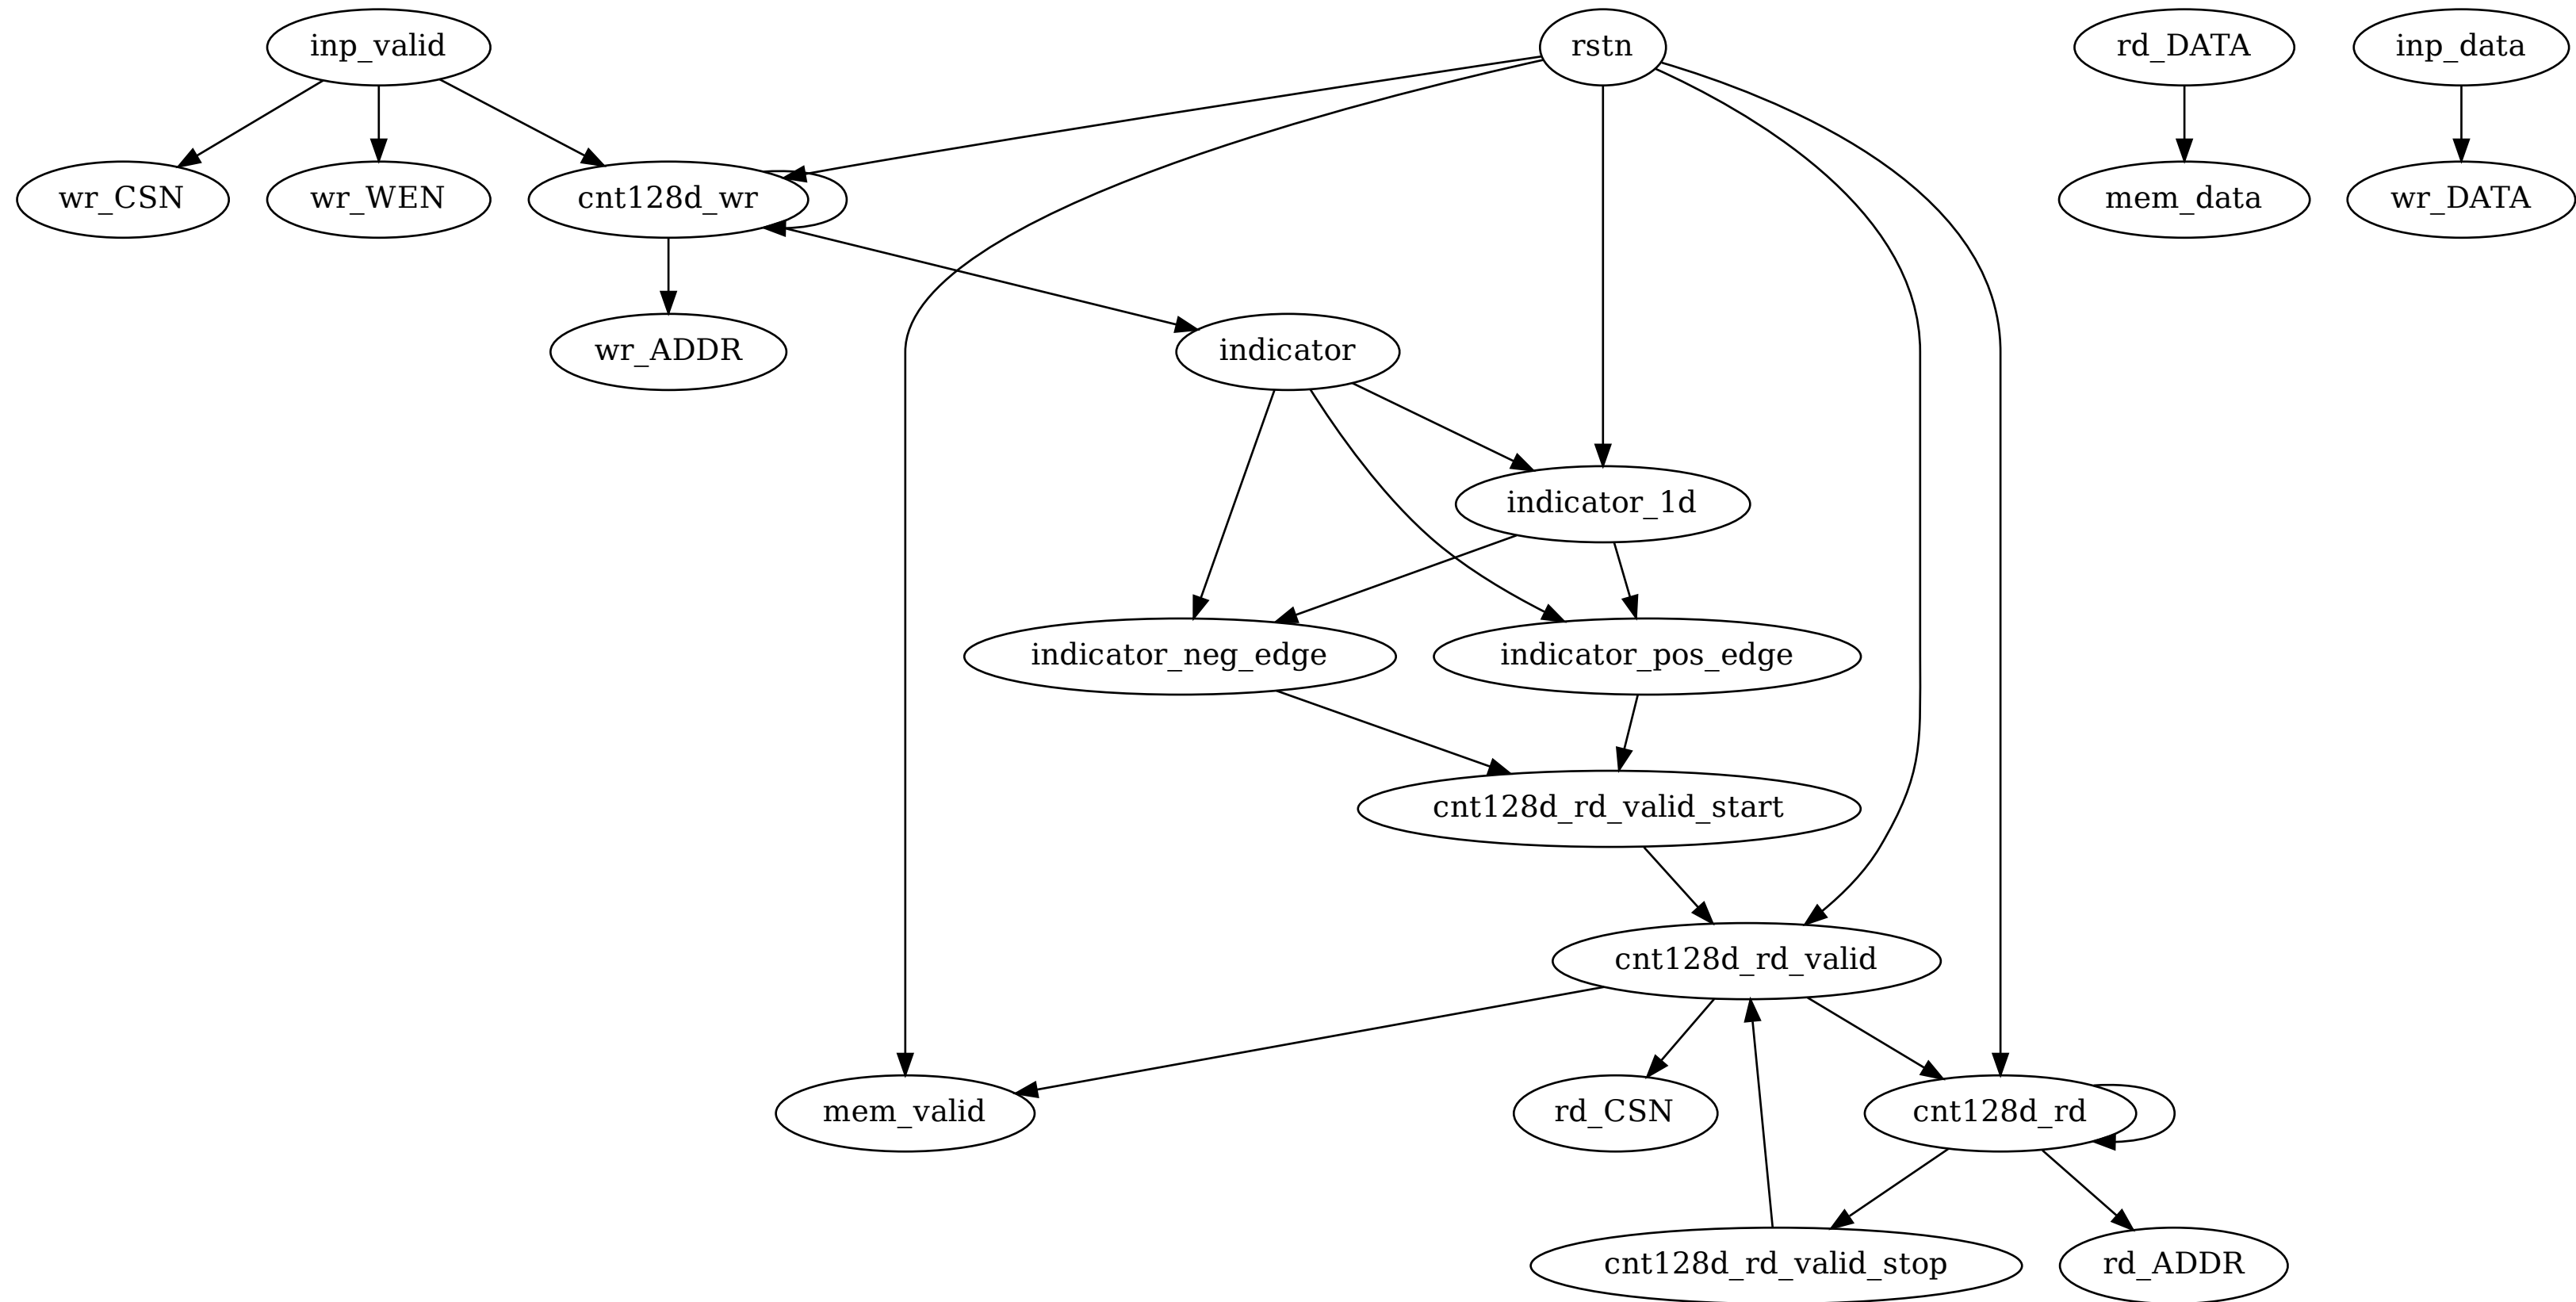 inp_valid
rstn
rd_DATA
inp_data
wr_CSN
wr_WEN
cnt128d_wr
mem_data
wr_DATA
wr_ADDR
indicator
indicator_1d
indicator_neg_edge
indicator_pos_edge
cnt128d_rd_valid_start
cnt128d_rd_valid
mem_valid
rd_CSN
cnt128d_rd
cnt128d_rd_valid_stop
rd_ADDR